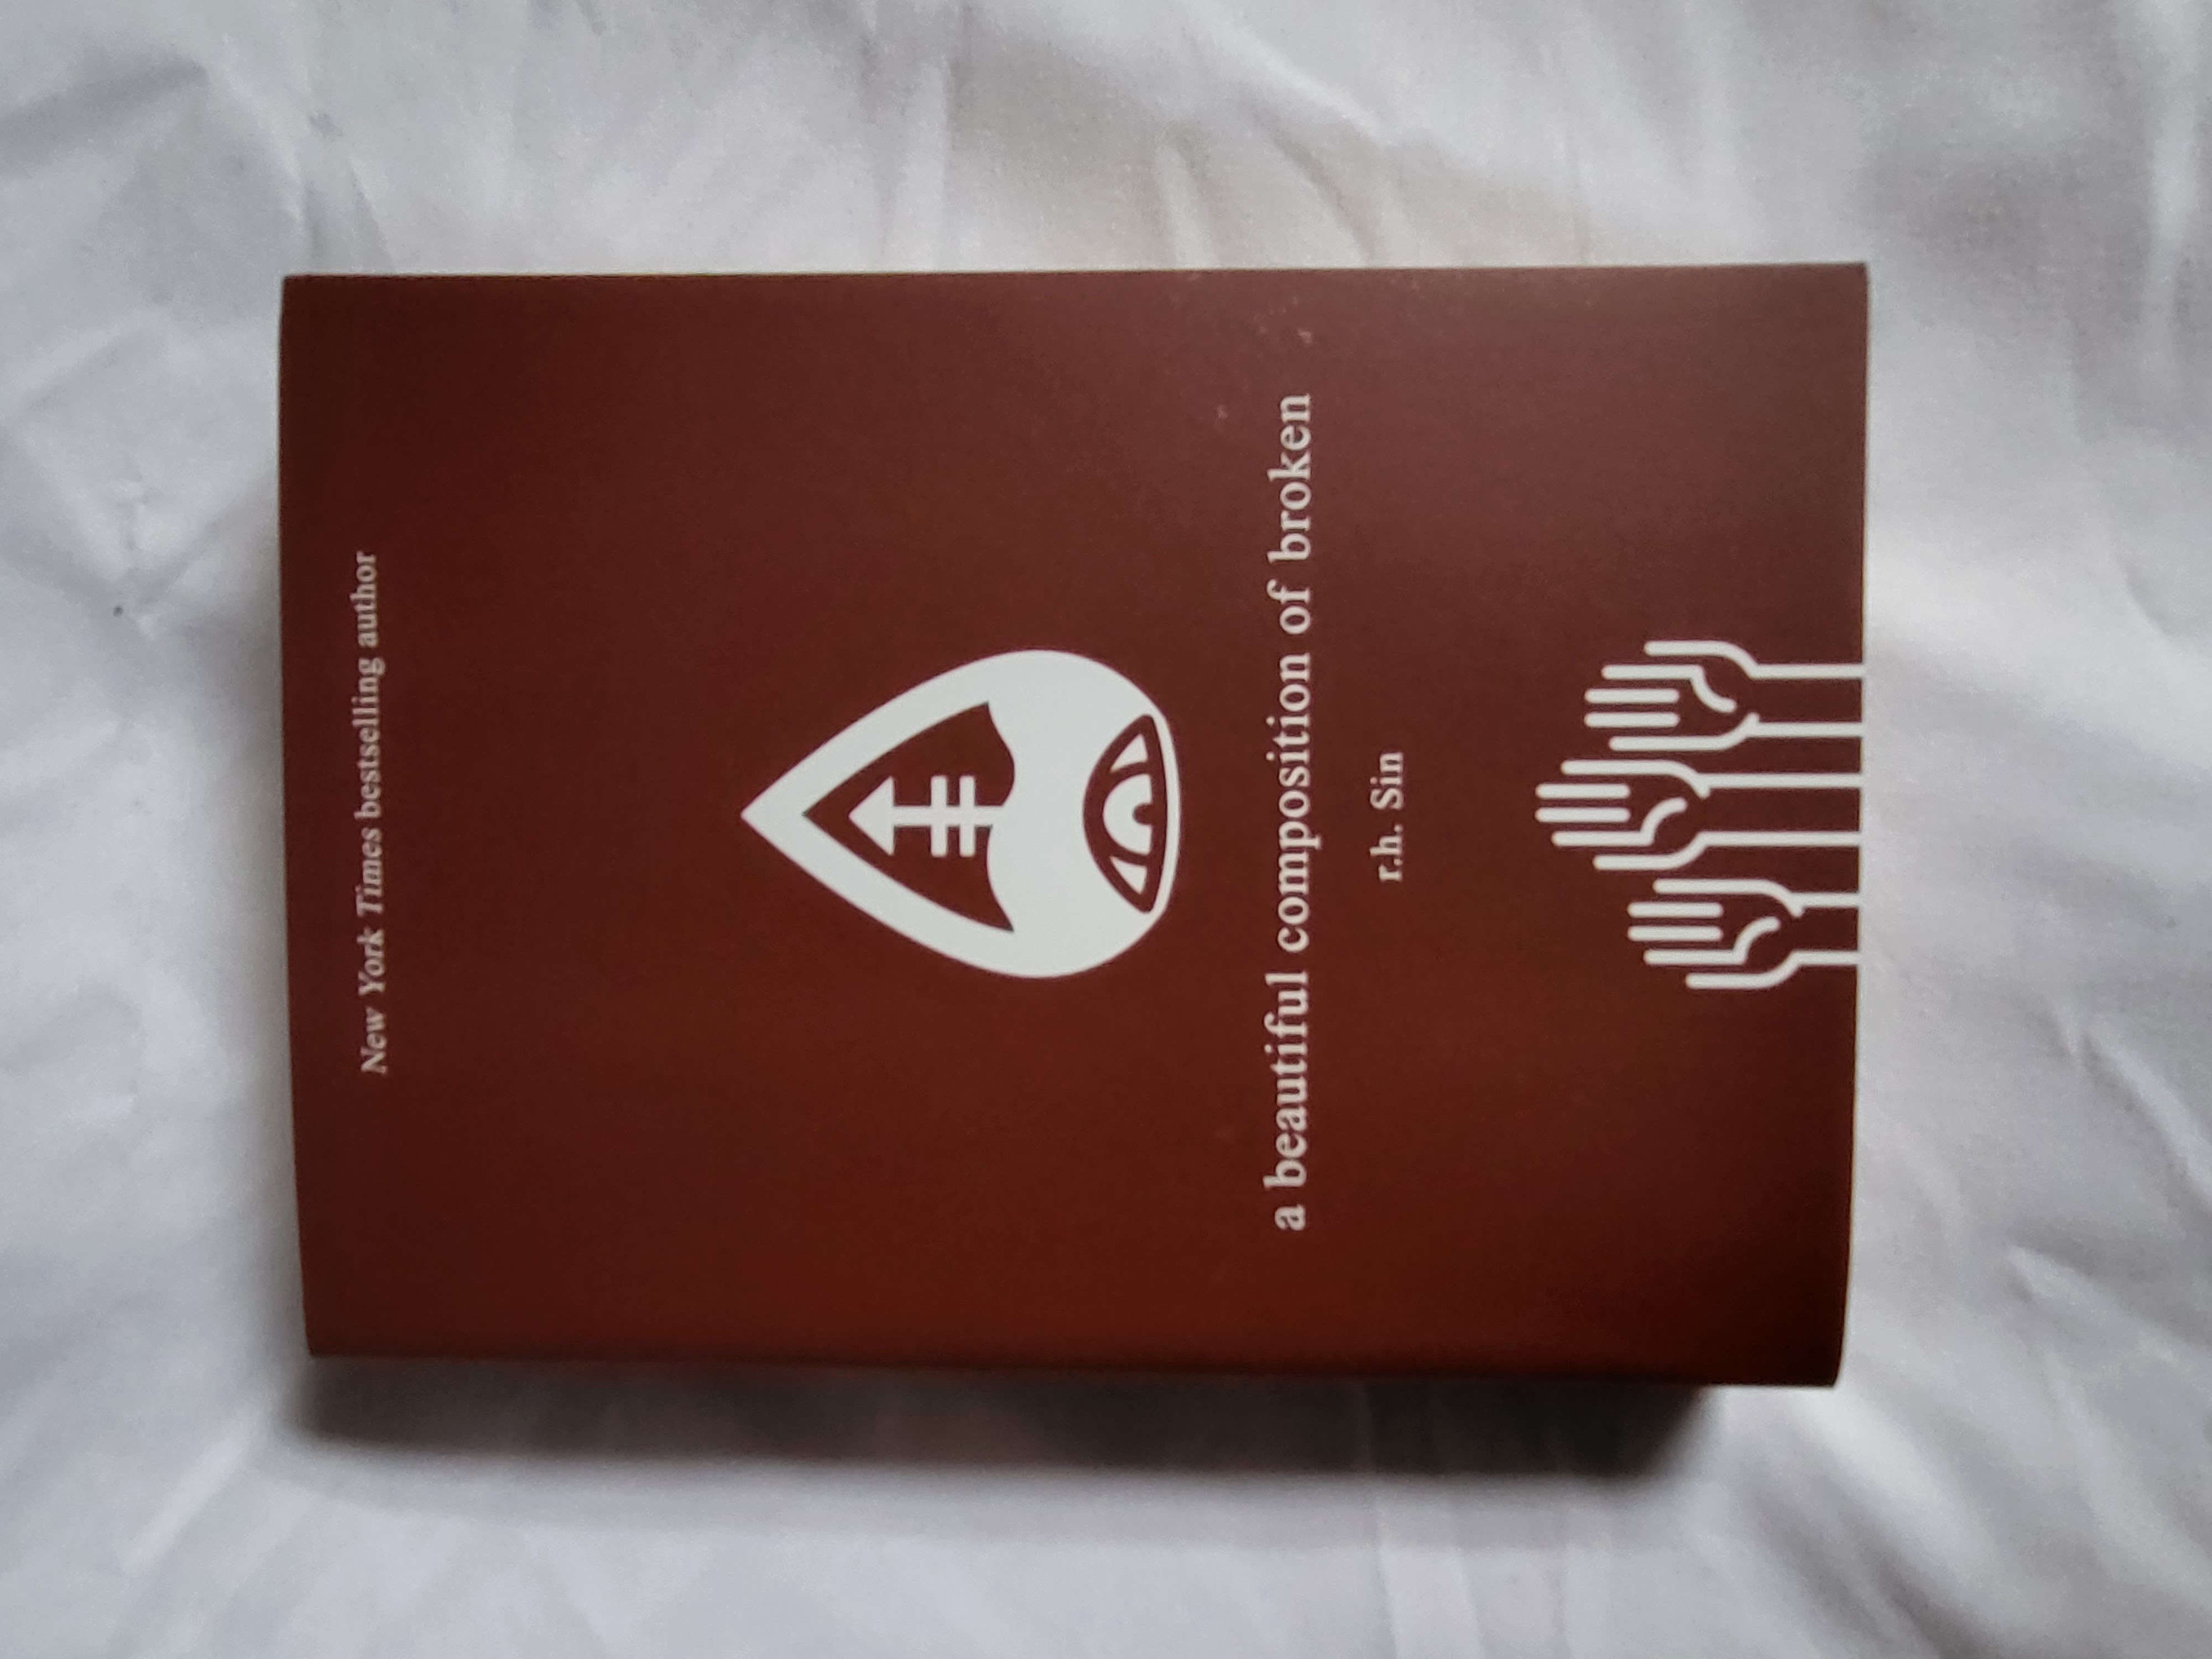 New York Times bestselling author
a beautiful composition of broken
r.h. Sin